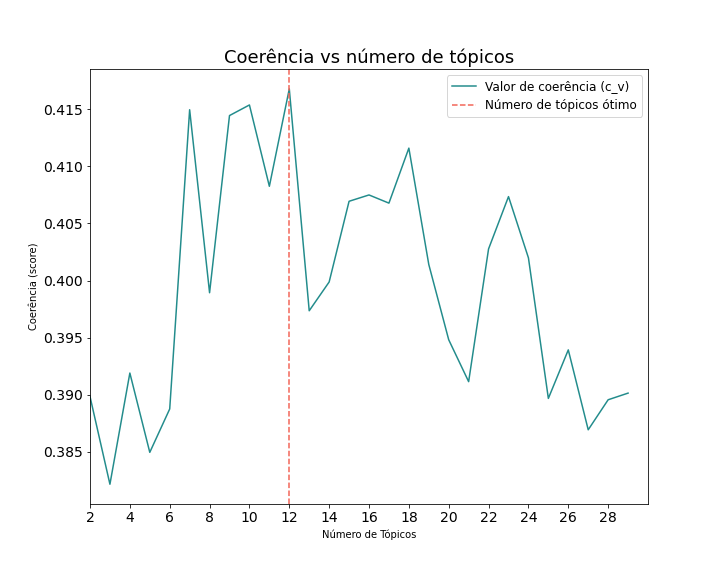 Coerência vs número de tópicos
Valor de coerência (c_v)
Número de tópicos ótimo
0.415
0.410
0.405
0.400
0.395
0.390
0.385
Coerência (score)
2 4 6 8 10 12 14 16 18 20 22 24 26 28
Número de Tópicos